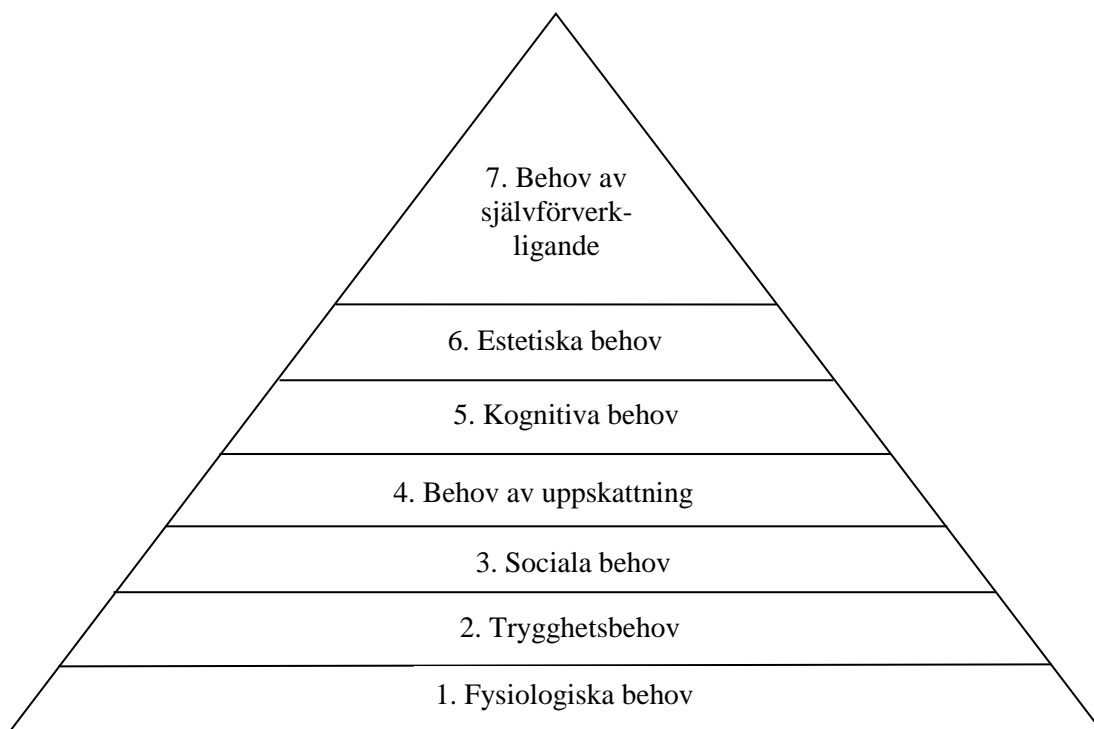 7. Behov av
självförverk-
ligande
6. Estetiska behov
5. Kognitiva behov
4. Behov av uppskattning
3. Sociala behov
2. Trygghetsbehov
1. Fysiologiska behov